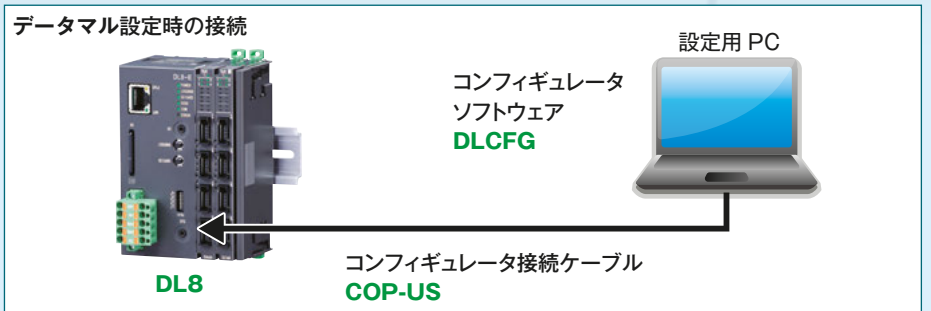 データマル設定時の接続
設定用 PC
コンフィギュレータ
ソフトウェア
DLCFG
DL8-E
コンフィギュレータ接続ケーブル
COP-US
DL8